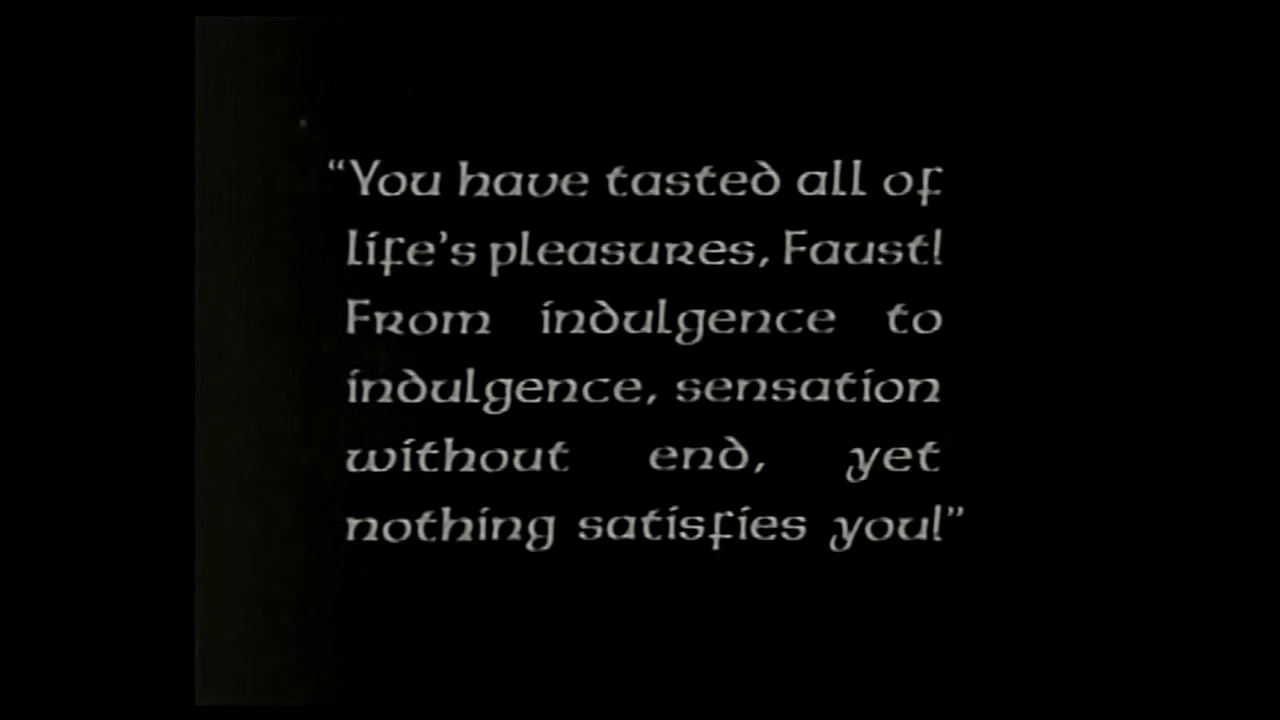 “You have tasted all of
life’s pleasures, Faust!
From indulgence to
indulgence, sensation
without end, yet
nothing satisfies you!”